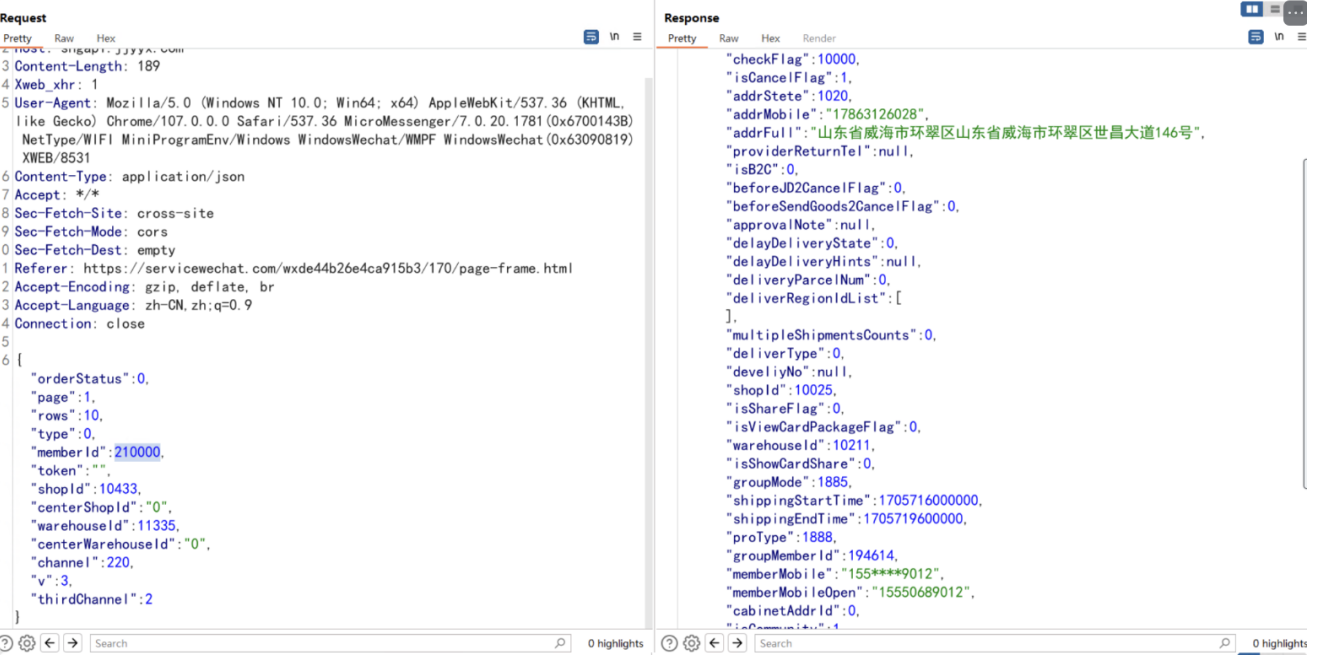 Request
Pretty Raw Hex
\n
3 Content-Length: 189
4 Xweb_xhr: 1
5 User-Agent: Mozilla/5.0 (Windows NT 10.0; Win64; x64) AppleWebKit/537.36 (KHTML,
like Gecko) Chrome/107.0.0.0 Safari/537.36 MicroMessenger/7.0.20.1781(0x6700143B)
NetType/WIFI MiniProgramEnv/Windows WindowsWechat/WMPF WindowsWechat(0x63090819)
XWEB/8531
6 Content-Type: application/json
7 Accept: */*
8 Sec-Fetch-Site: cross-site
9 Sec-Fetch-Mode: cors
0 Sec-Fetch-Dest: empty
1 Referer: https://servicewechat.com/wxde44b26e4ca915b3/170/page-frame.html
2 Accept-Encoding: gzip, deflate, br
3 Accept-Language: zh-CN,zh;q=0.9
4 Connection: close
5
6 {
"orderStatus":0,
"page":1,
"rows":10,
"type":0,
"memberId":210000,
"token":"",
"shopId":10433,
"centerShopId":"0",
"warehouseId":11335,
"centerWarehouseId":"0",
"channel":220,
"v":3,
"thirdChannel":2
}
Search
0 highlights
Response
Pretty Raw Hex Render
\n
"checkFlag":10000,
"isCancelFlag":1,
"addrStete":1020,
"addrMobile":"17863126028",
"addrFull":"山东省威海市环翠区山东省威海市环翠区世昌大道146号",
"providerReturnTel":null,
"isB2C":0,
"beforeJD2CancelFlag":0,
"beforeSendGoods2CancelFlag":0,
"approvalNote":null,
"delayDeliveryState":0,
"delayDeliveryHints":null,
"deliveryParcelNum":0,
"deliverRegionIdList":[
],
"multipleShipmentsCounts":0,
"deliverType":0,
"develiyNo":null,
"shopId":10025,
"isShareFlag":0,
"isViewCardPackageFlag":0,
"warehouseId":10211,
"isShowCardShare":0,
"groupMode":1885,
"shippingStartTime":1705716000000,
"shippingEndTime":1705719600000,
"proType":1888,
"groupMemberId":194614,
"memberMobile":"155****9012",
"memberMobileOpen":"15550689012",
"cabinetAddrId":0,
"isCommunity":1
Search
0 highlights